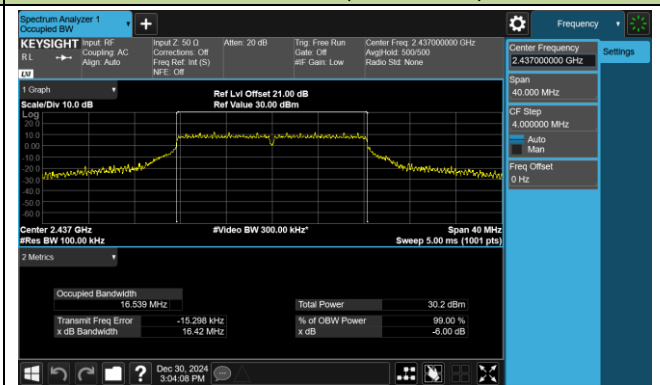 Spectrum Analyzer 1
Occupied BW
+
Frequency
KEYSIGHT
Input: RF
Coupling: AC
Align: Auto
Input Z: 50 Ω
Corrections: Off
Freq Ref: Int (S)
NFE: Off
Atten: 20 dB
Trig: Free Run
Gate: Off
#IF Gain: Low
Center Freq: 2.437000000 GHz
Avg|Hold: 500/500
Radio Std: None
R L
LXI
Center Frequency
2.437000000 GHz
Settings
Span
40.000 MHz
CF Step
4.000000 MHz
Auto
Man
Freq Offset
0 Hz
1 Graph
Scale/Div 10.0 dB
Ref Lvl Offset 21.00 dB
Ref Value 30.00 dBm
Log
20.0
10.0
0.00
-10.0
-20.0
-30.0
-40.0
-50.0
-60.0
Center 2.437 GHz
#Video BW 300.00 kHz*
Span 40 MHz
#Res BW 100.00 kHz
Sweep 5.00 ms (1001 pts)
2 Metrics
Occupied Bandwidth
16.539 MHz
Total Power 30.2 dBm
Transmit Freq Error -15.298 kHz
% of OBW Power 99.00 %
x dB Bandwidth 16.42 MHz
x dB -6.00 dB
?
Dec 30, 2024
3:04:08 PM